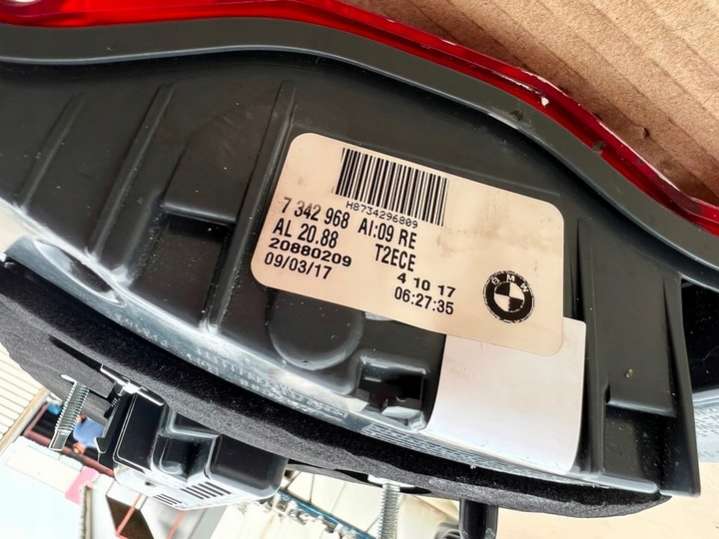 H8734296809
7 342 968 AI:09 RE
AL 20.88 T2ECE
20880209 4 10 17
09/03/17 06:27:35
BMW